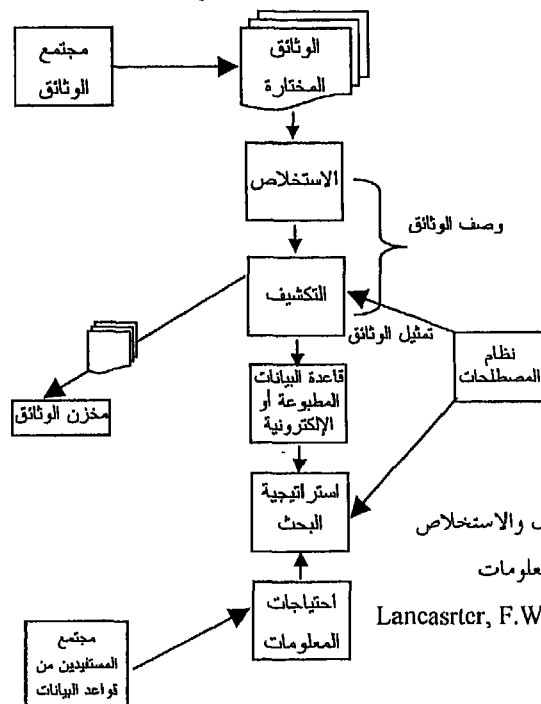 مجتمع
الوثائق
الوثائق
المختارة
الاستخلاص
وصف الوثائق
التكشيف
تمثيل الوثائق
نظام
المصطلحات
قاعدة البيانات
المطبوعة أو
الإلكترونية
مخزن الوثائق
استراتيجية
البحث
والاستخلاص
احتياجات
المعلومات
Lancasrter, F.W
مجتمع
المستفيدين من
قواعد البيانات